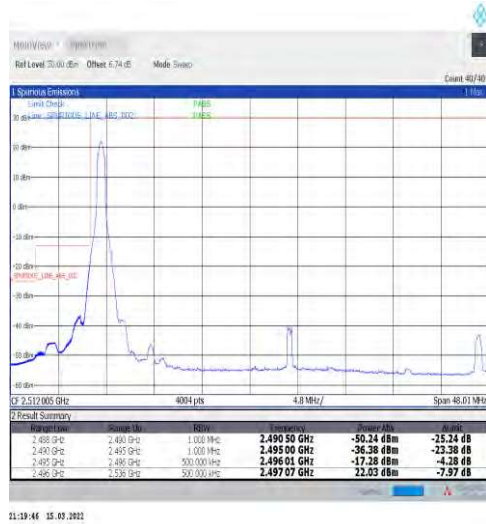 MultiView Spectrum
Ref Level 30.00 dBm Offset 6.74 dB Mode Sweep
Count 40/40
1 Spurious Emissions
1 Max
Limit Check PASS
Line _SPURIOUS_LINE_ABS_002 PASS
30 dBm
20 dBm
10 dBm
0 dBm
-10 dBm
-20 dBm
_SPURIOUS_LINE_ABS_002
-30 dBm
-40 dBm
-50 dBm
-60 dBm
CF 2.512005 GHz 4004 pts 4.8 MHz/ Span 48.01 MHz
2 Result Summary
Range Low Range Up RBW Frequency Power Abs ΔLimit
2.488 GHz 2.490 GHz 1.000 MHz 2.490 50 GHz -50.24 dBm -25.24 dB
2.490 GHz 2.495 GHz 1.000 MHz 2.495 00 GHz -36.38 dBm -23.38 dB
2.495 GHz 2.496 GHz 500.000 kHz 2.496 01 GHz -17.28 dBm -4.28 dB
2.496 GHz 2.536 GHz 500.000 kHz 2.497 07 GHz 22.03 dBm -7.97 dB
21:19:46 15.03.2022